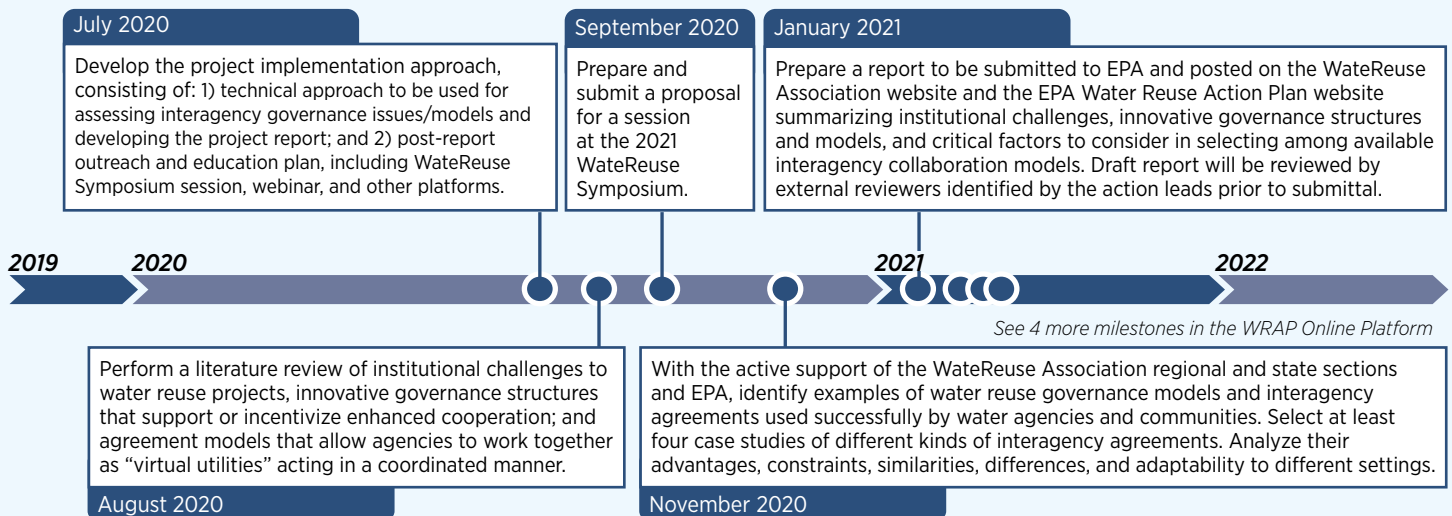 July 2020
Develop the project implementation approach,
consisting of: 1) technical approach to be used for
assessing interagency governance issues/models and
developing the project report; and 2) post-report
outreach and education plan, including WateReuse
Symposium session, webinar, and other platforms.
September 2020
Prepare and
submit a proposal
for a session
at the 2021
WateReuse
Symposium.
January 2021
Prepare a report to be submitted to EPA and posted on the WateReuse
Association website and the EPA Water Reuse Action Plan website
summarizing institutional challenges, innovative governance structures
and models, and critical factors to consider in selecting among available
interagency collaboration models. Draft report will be reviewed by
external reviewers identified by the action leads prior to submittal.
2019
2020
2021
2022
See 4 more milestones in the WRAP Online Platform
Perform a literature review of institutional challenges to
water reuse projects, innovative governance structures
that support or incentivize enhanced cooperation; and
agreement models that allow agencies to work together
as “virtual utilities” acting in a coordinated manner.
August 2020
With the active support of the WateReuse Association regional and state sections
and EPA, identify examples of water reuse governance models and interagency
agreements used successfully by water agencies and communities. Select at least
four case studies of different kinds of interagency agreements. Analyze their
advantages, constraints, similarities, differences, and adaptability to different settings.
November 2020